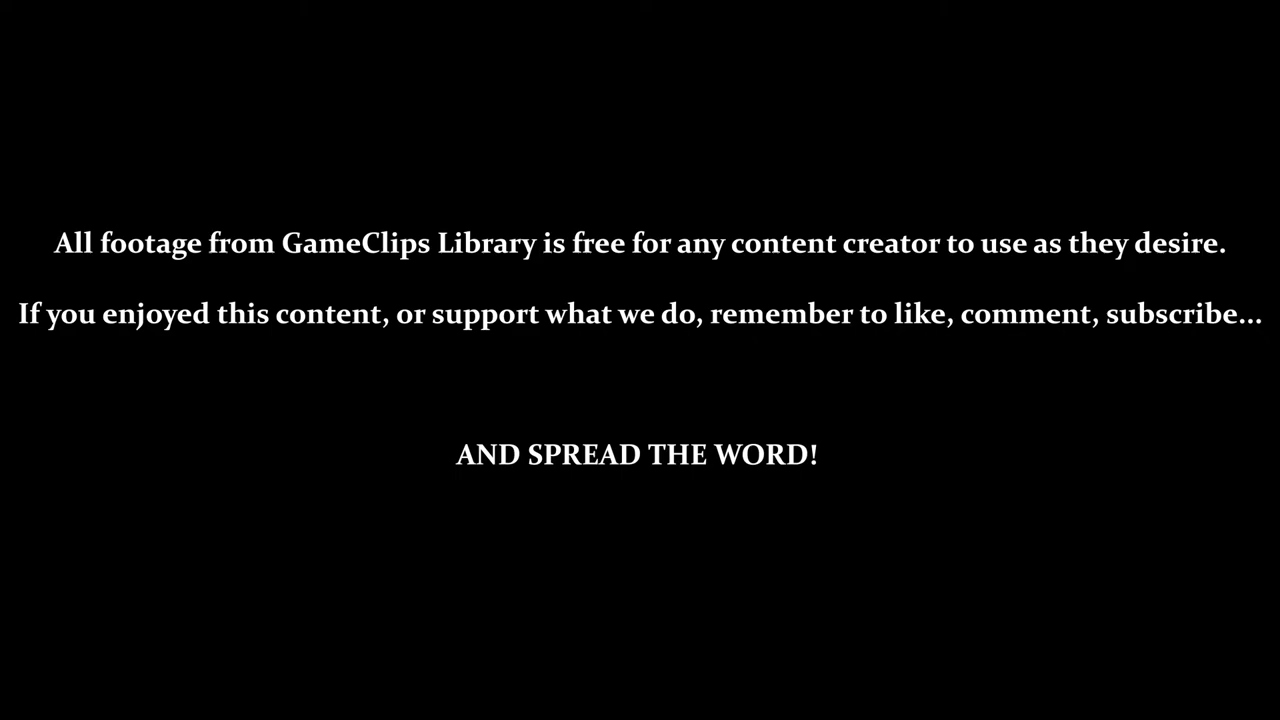 All footage from GameClips Library is free for any content creator to use as they desire.
If you enjoyed this content, or support what we do, remember to like, comment, subscribe...
AND SPREAD THE WORD!